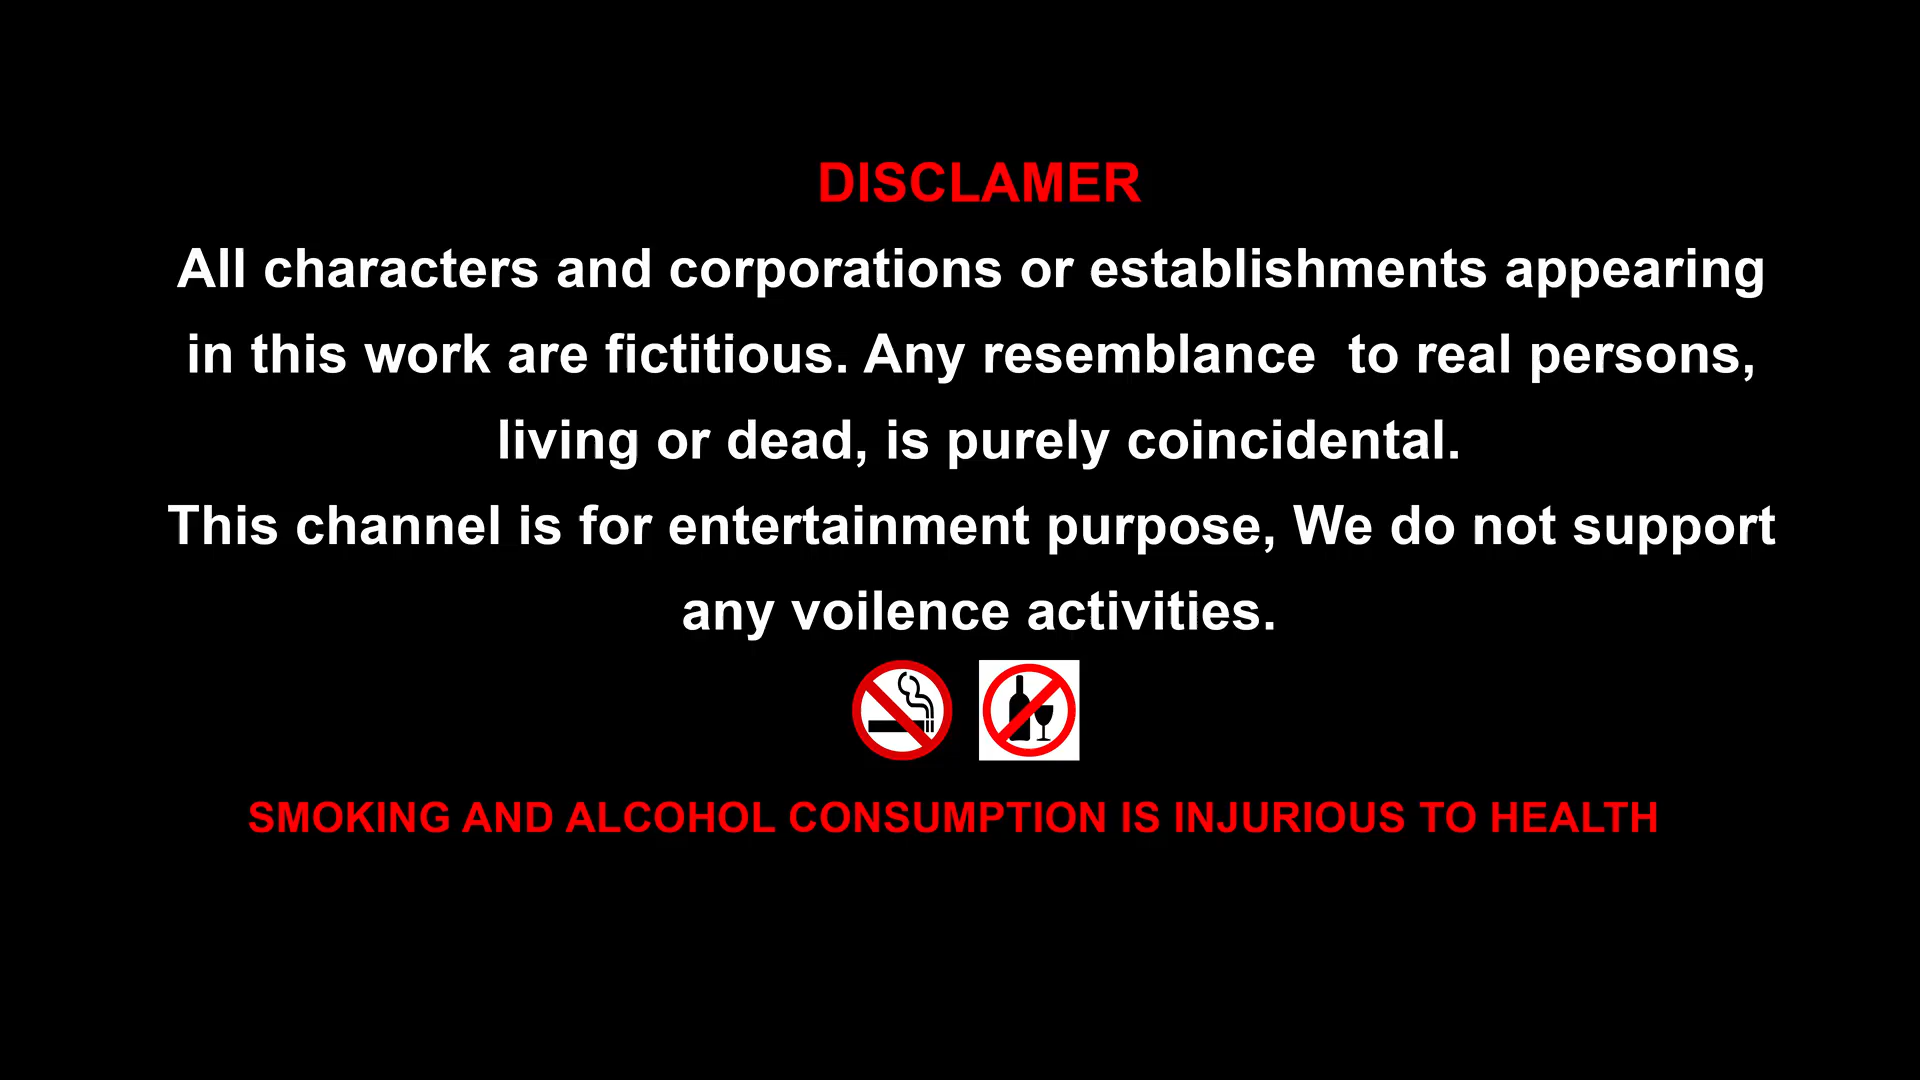 DISCLAMER
All characters and corporations or establishments appearing
in this work are fictitious. Any resemblance  to real persons,
living or dead, is purely coincidental.
This channel is for entertainment purpose, We do not support
any voilence activities.
SMOKING AND ALCOHOL CONSUMPTION IS INJURIOUS TO HEALTH